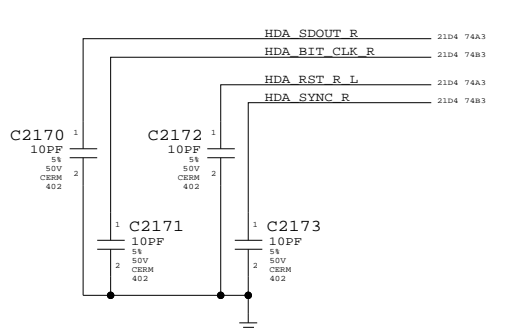 HDA_SDOUT_R 21D4 74A3
HDA_BIT_CLK_R 21D4 74B3
HDA_RST_R_L 21D4 74A3
HDA_SYNC_R 21D4 74B3
C2170 1
10PF
5%
50V
CERM
402
2
C2172 1
10PF
5%
50V
CERM
402
2
1 C2171
10PF
5%
50V
CERM
402
2
1 C2173
10PF
5%
50V
CERM
402
2